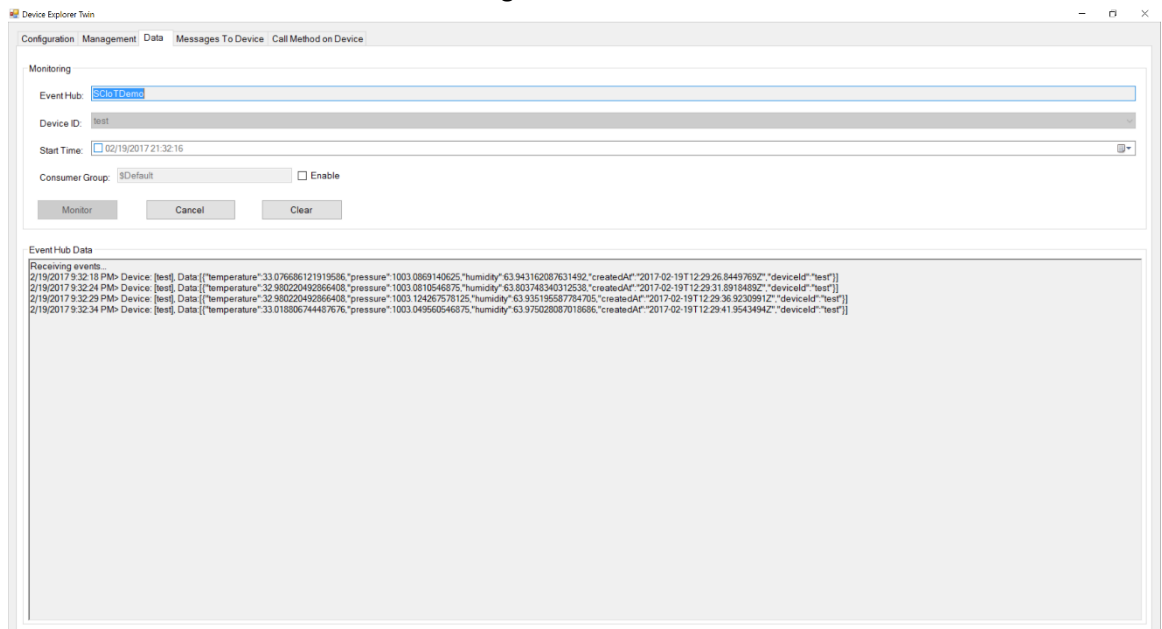 Device Explorer Twin
Configuration Management Data Messages To Device Call Method on Device
Monitoring
Event Hub: SCIoTDemo
Device ID: test
Start Time: 02/19/2017 21:32:16
Consumer Group: $Default Enable
Monitor Cancel Clear
Event Hub Data
Receiving events...
2/19/2017 9:32:18 PM> Device: [test], Data:[{"temperature":33.076686121919586,"pressure":1003.0869140625,"humidity":63.943162087631492,"createdAt":"2017-02-19T12:29:26.8449769Z","deviceId":"test"}]
2/19/2017 9:32:24 PM> Device: [test], Data:[{"temperature":32.980220492866408,"pressure":1003.0810546875,"humidity":63.803748340312538,"createdAt":"2017-02-19T12:29:31.8918489Z","deviceId":"test"}]
2/19/2017 9:32:29 PM> Device: [test], Data:[{"temperature":32.980220492866408,"pressure":1003.124267578125,"humidity":63.935195587784705,"createdAt":"2017-02-19T12:29:36.9230991Z","deviceId":"test"}]
2/19/2017 9:32:34 PM> Device: [test], Data:[{"temperature":33.018806744487676,"pressure":1003.049560546875,"humidity":63.975028087018686,"createdAt":"2017-02-19T12:29:41.9543494Z","deviceId":"test"}]